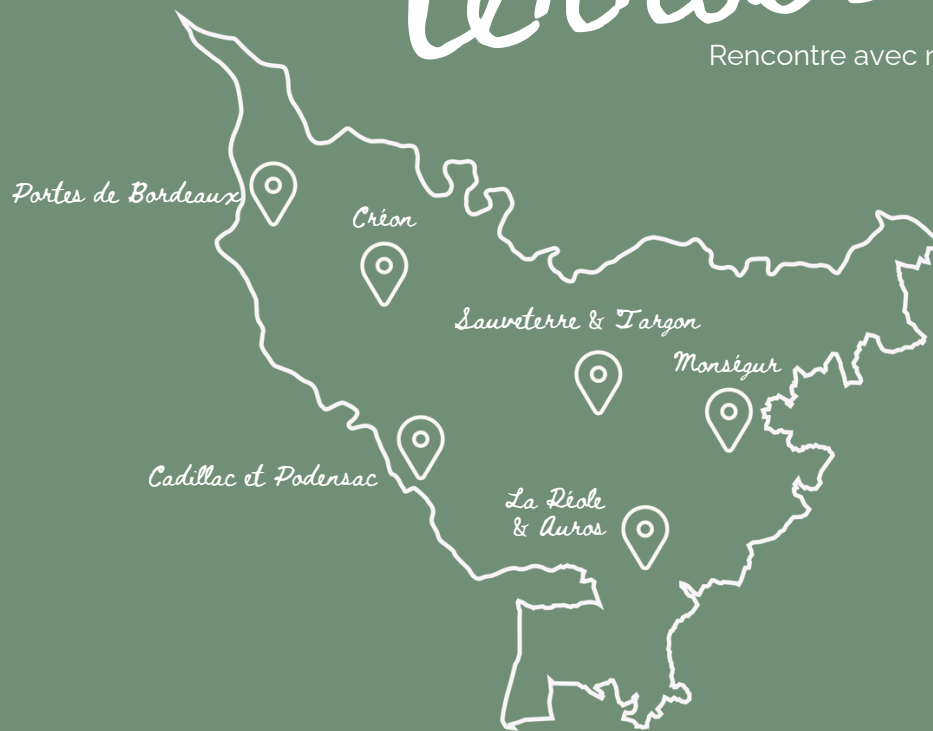 Rencontre avec
Portes de Bordeaux
Créon
Sauveterre & Targon
Monségur
Cadillac et Podensac
La Réole
& Auros